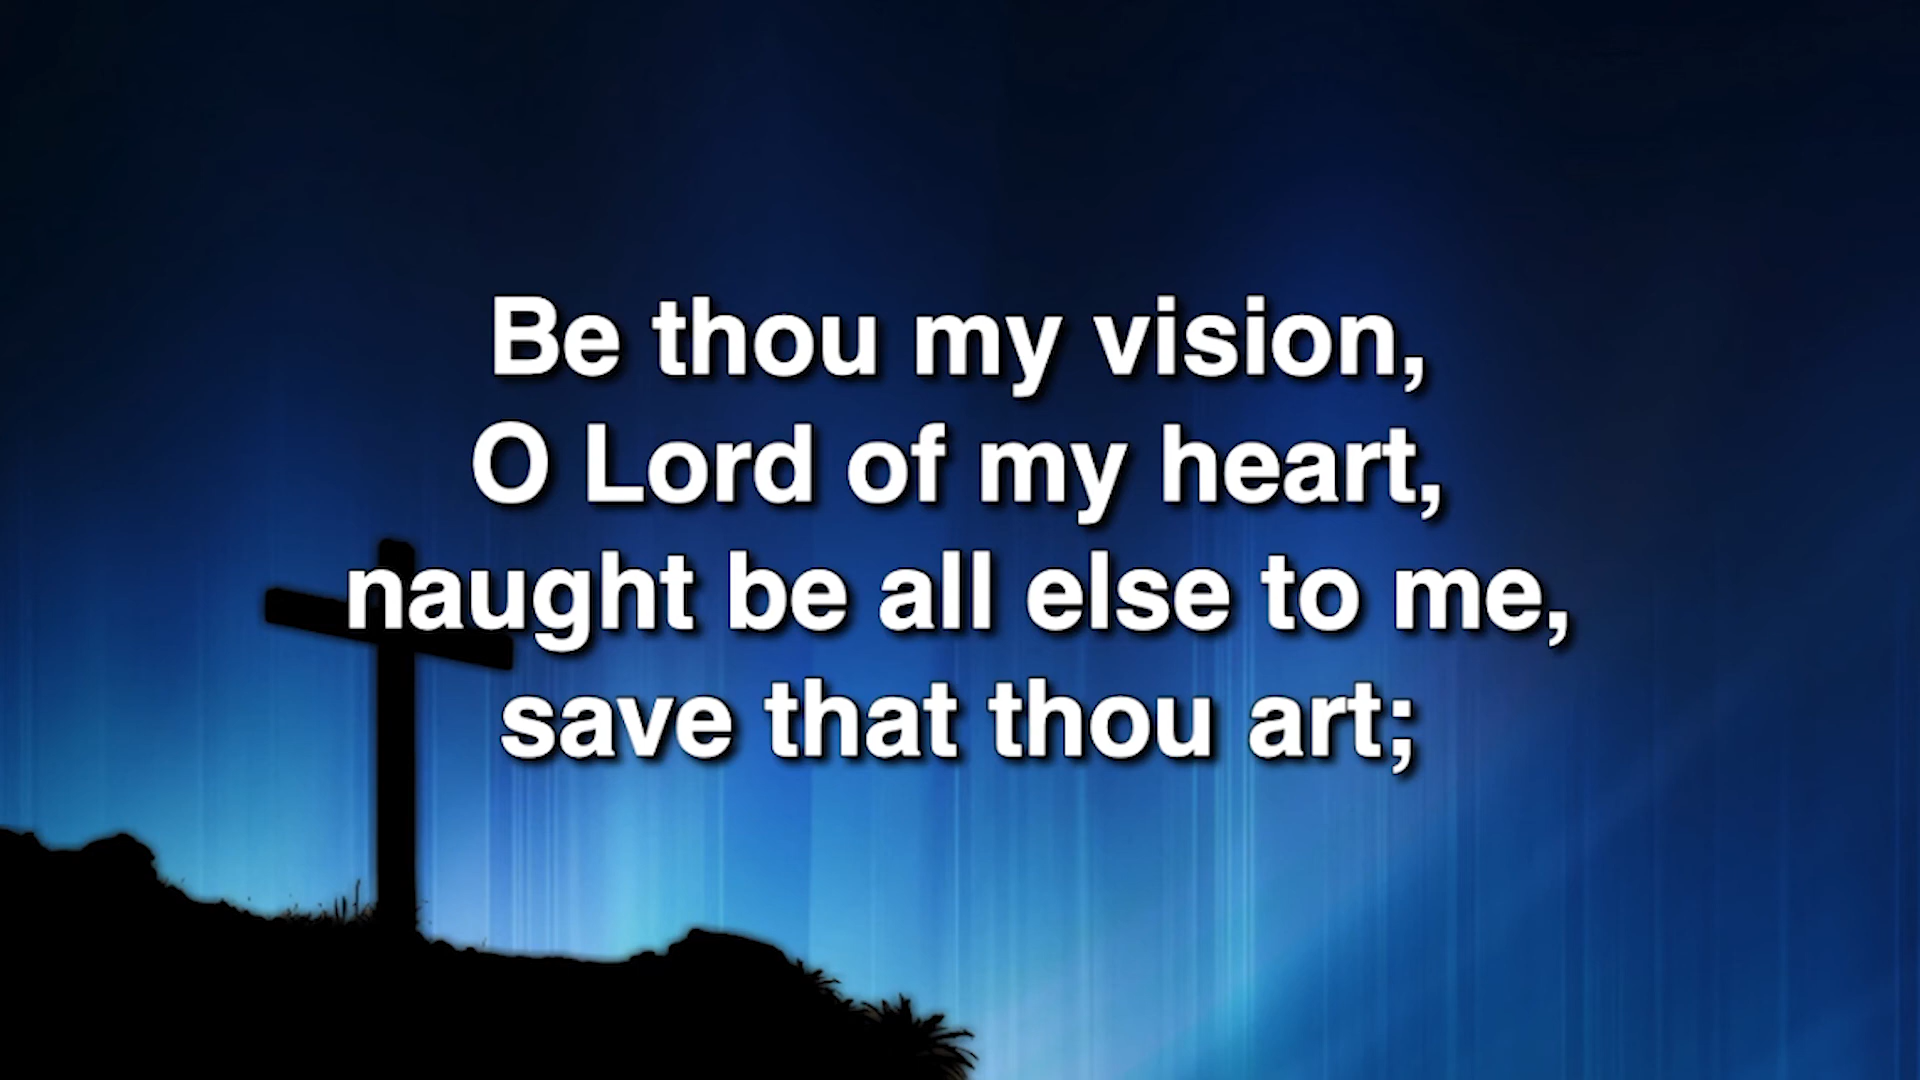 Be thou my vision,
O Lord of my heart,
naught be all else to me,
save that thou art;